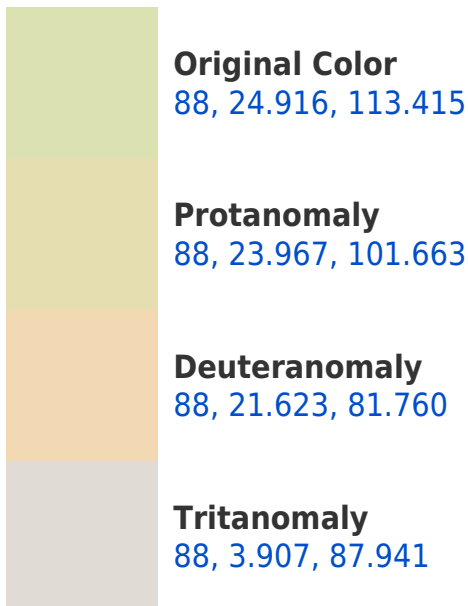 Original Color
88, 24.916, 113.415
Protanomaly
88, 23.967, 101.663
Deuteranomaly
88, 21.623, 81.760
Tritanomaly
88, 3.907, 87.941